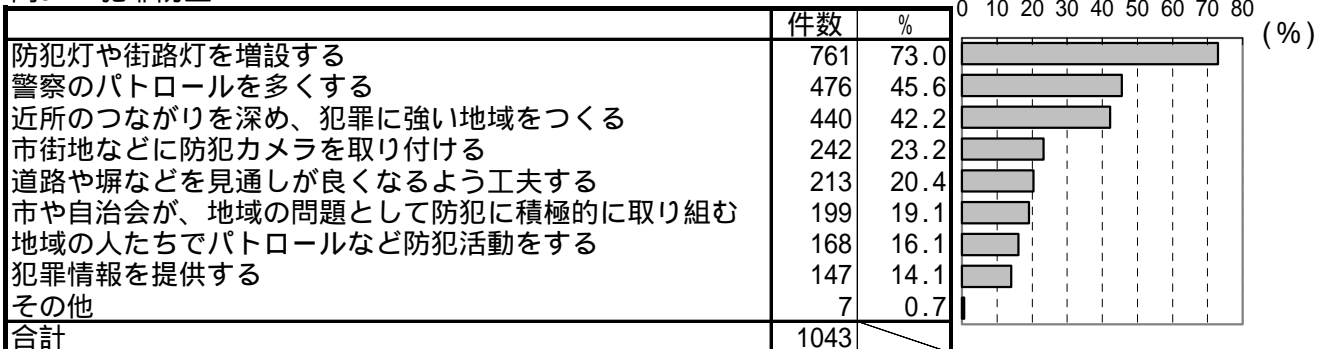 件数 %
0 10 20 30 40 50 60 70 80
(%)
防犯灯や街路灯を増設する 761 73.0
警察のパトロールを多くする 476 45.6
近所のつながりを深め、犯罪に強い地域をつくる 440 42.2
市街地などに防犯カメラを取り付ける 242 23.2
道路や塀などを見通しが良くなるよう工夫する 213 20.4
市や自治会が、地域の問題として防犯に積極的に取り組む 199 19.1
地域の人たちでパトロールなど防犯活動をする 168 16.1
犯罪情報を提供する 147 14.1
その他 7 0.7
合計 1043